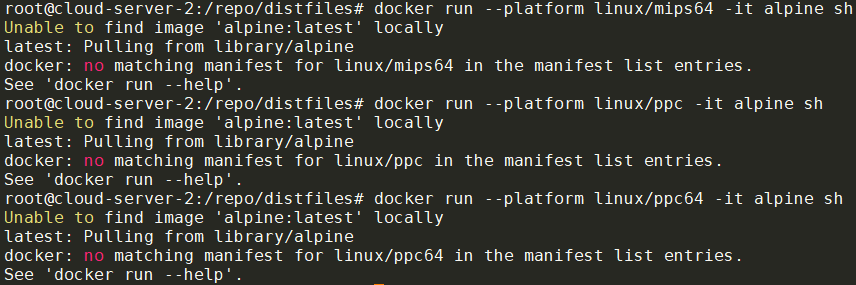 root@cloud-server-2:/repo/distfiles# docker run --platform linux/mips64 -it alpine sh
Unable to find image 'alpine:latest' locally
latest: Pulling from library/alpine
docker: no matching manifest for linux/mips64 in the manifest list entries.
See 'docker run --help'.
root@cloud-server-2:/repo/distfiles# docker run --platform linux/ppc -it alpine sh
Unable to find image 'alpine:latest' locally
latest: Pulling from library/alpine
docker: no matching manifest for linux/ppc in the manifest list entries.
See 'docker run --help'.
root@cloud-server-2:/repo/distfiles# docker run --platform linux/ppc64 -it alpine sh
Unable to find image 'alpine:latest' locally
latest: Pulling from library/alpine
docker: no matching manifest for linux/ppc64 in the manifest list entries.
See 'docker run --help'.